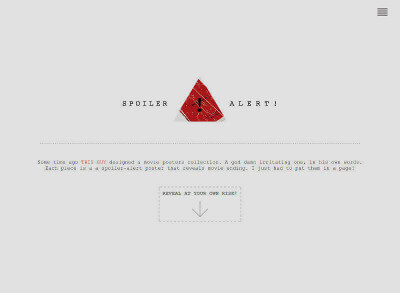 SPOILER ! ALERT!
Some time ago THIS GUY designed a movie posters collection. A god damn irritating one, in his own words.
Each piece is a a spoiler-alert poster that reveals movie ending. I just had to put them in a page!
REVEAL AT YOUR OWN RISK!